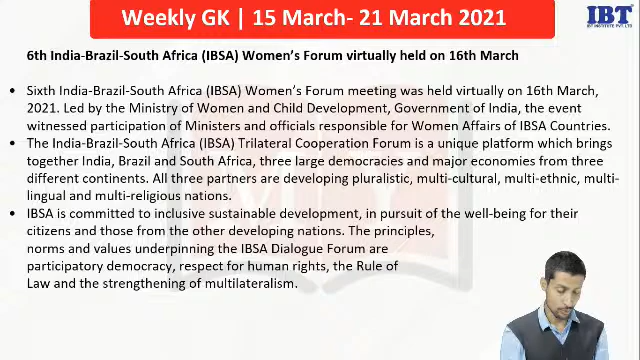 Weekly GK | 15 March- 21 March 2021
IBT
IBT INSTITUTE PVT.LTD
6th India-Brazil-South Africa (IBSA) Women's Forum virtually held on 16th March
• Sixth India-Brazil-South Africa (IBSA) Women's Forum meeting was held virtually on 16th March,
2021. Led by the Ministry of Women and Child Development, Government of India, the event
witnessed participation of Ministers and officials responsible for Women Affairs of IBSA Countries.
• The India-Brazil-South Africa (IBSA) Trilateral Cooperation Forum is a unique platform which brings
together India, Brazil and South Africa, three large democracies and major economies from three
different continents. All three partners are developing pluralistic, multi-cultural, multi-ethnic, multi-
lingual and multi-religious nations.
• IBSA is committed to inclusive sustainable development, in pursuit of the well-being for their
citizens and those from the other developing nations. The principles,
norms and values underpinning the IBSA Dialogue Forum are
participatory democracy, respect for human rights, the Rule of
Law and the strengthening of multilateralism.